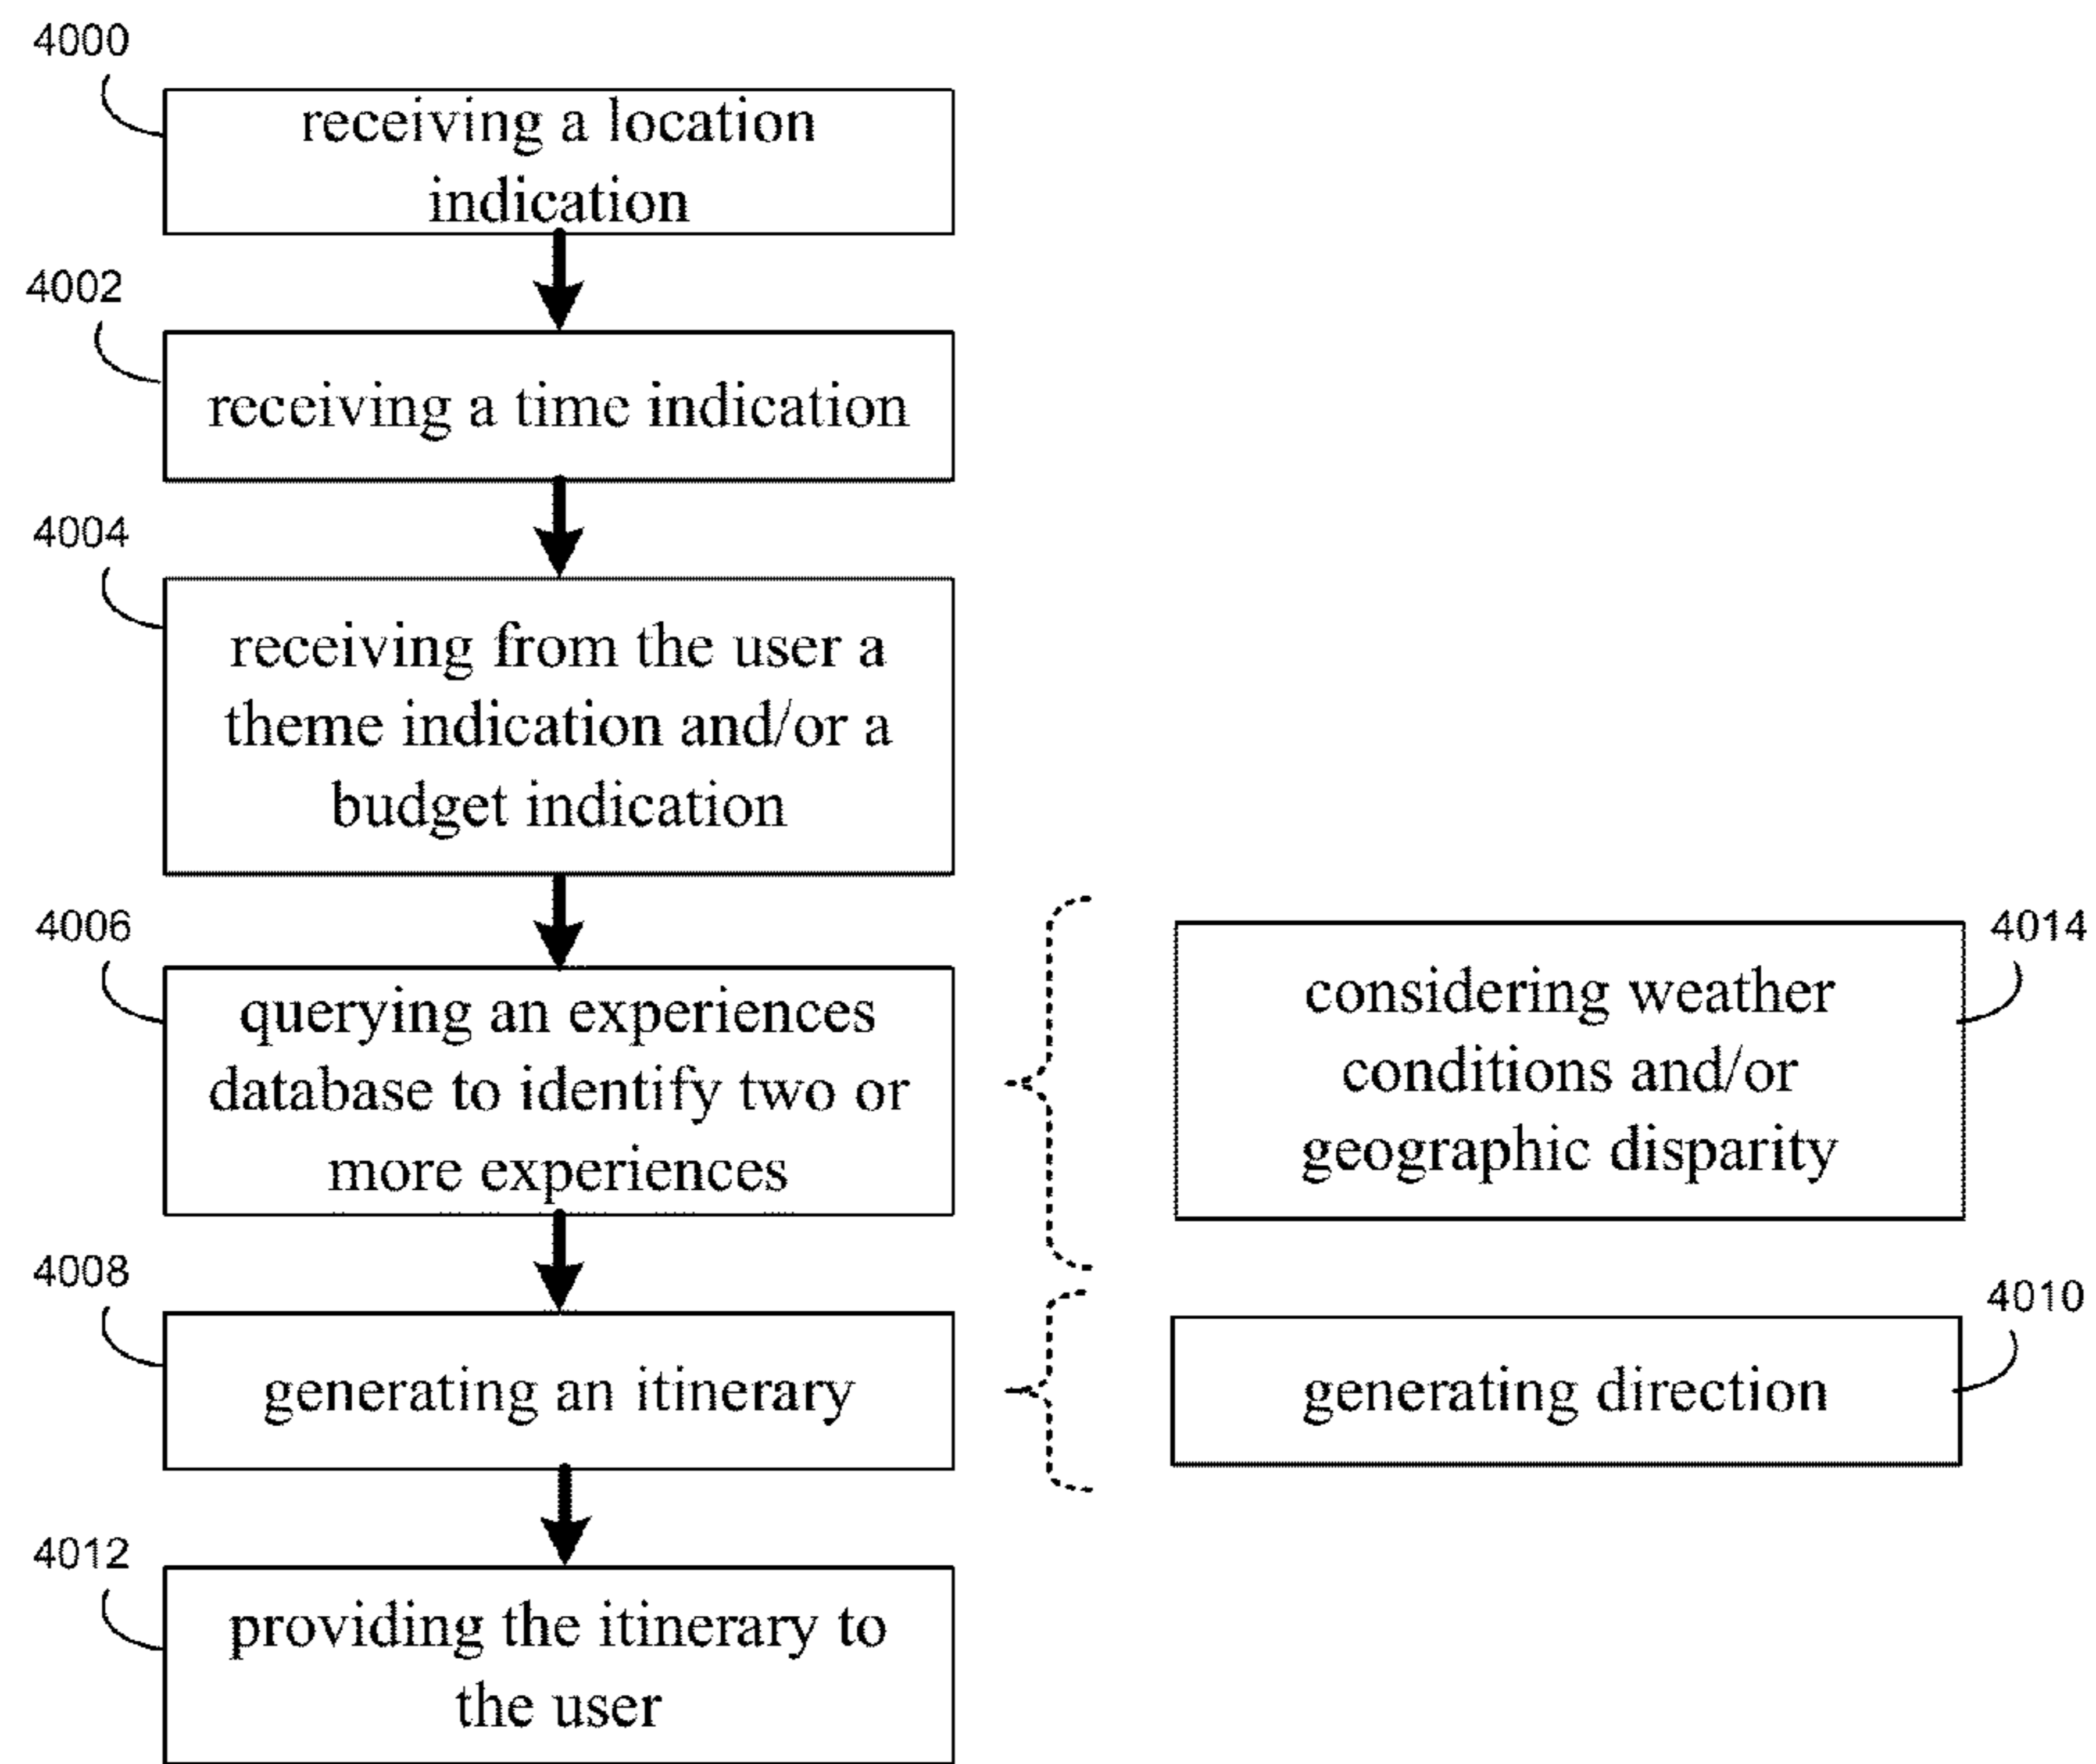 4000
receiving a location
indication
4002
receiving a time indication
4004
receiving from the user a
theme indication and/or a
budget indication
4006
querying an experiences
database to identify two or
more experiences
4014
considering weather
conditions and/or
geographic disparity
4008
generating an itinerary
4010
generating direction
4012
providing the itinerary to
the user